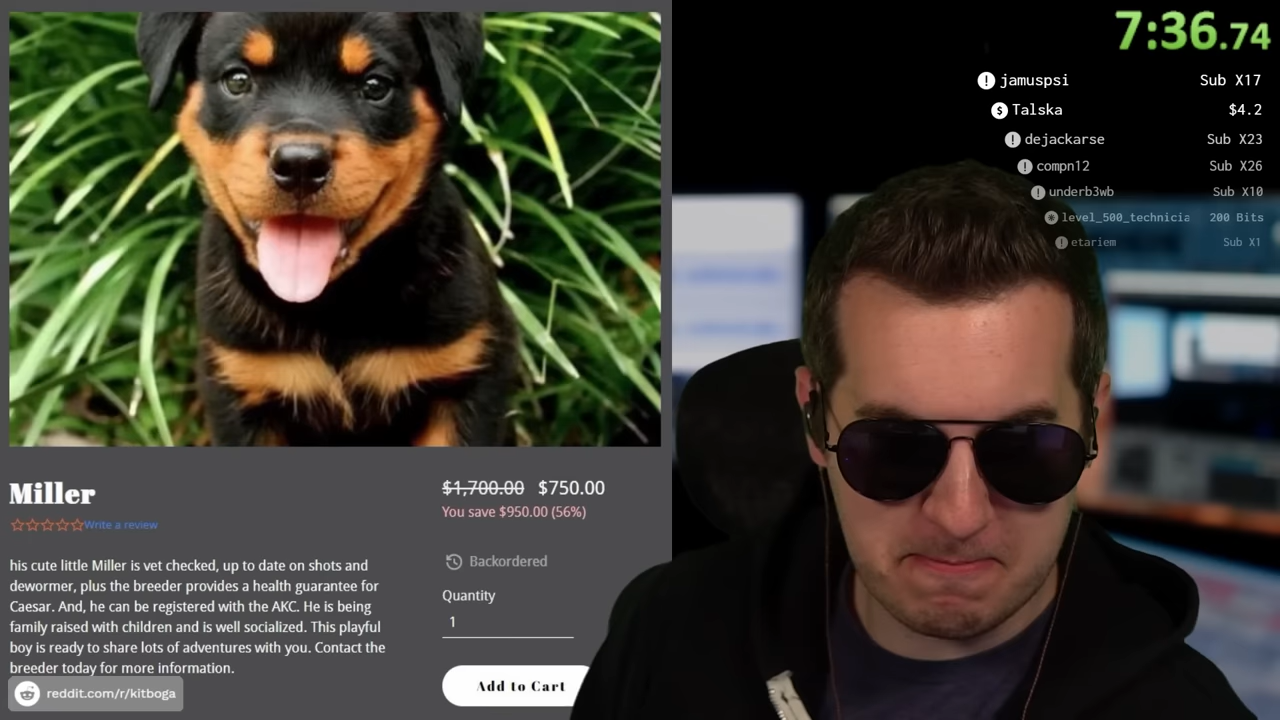 7:36.74
jamuspsi Sub X17
Talska $4.2
dejackarse Sub X23
compn12 Sub X26
underb3wb Sub X10
level_500_technicia 200 Bits
etariem Sub X1
Miller
Write a review
his cute little Miller is vet checked, up to date on shots and
dewormer, plus the breeder provides a health guarantee for
Caesar. And, he can be registered with the AKC. He is being
family raised with children and is well socialized. This playful
boy is ready to share lots of adventures with you. Contact the
breeder today for more information.
reddit.com/r/kitboga
$1,700.00 $750.00
You save $950.00 (56%)
Backordered
Quantity
1
Add to Cart